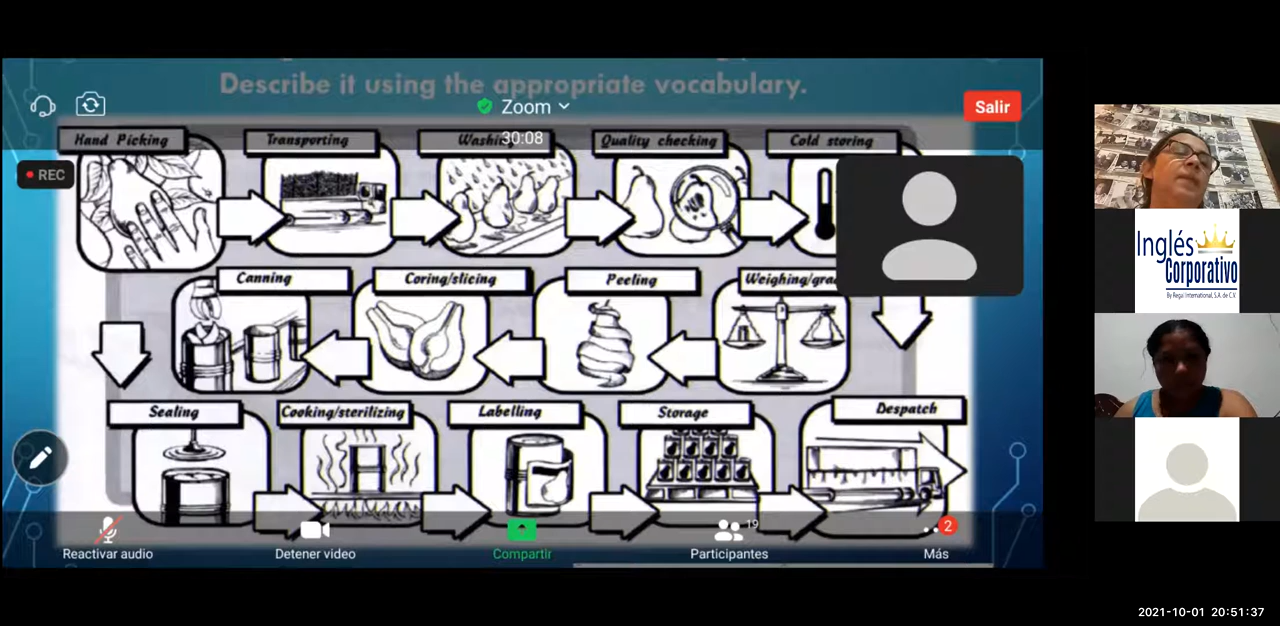 Describe it using the appropriate vocabulary.
Zoom
Salir
30:08
REC
Hand Picking
Transporting
Quality checking
Cold storing
Canning
Coring/slicing
Peeling
Sealing
Cooking/sterilizing
Labelling
Storage
Despatch
Reactivar audio
Detener video
Compartir
19
Participantes
2
Más
Inglés
Corporativo
By Rega International, S.A. de C.V.
2021-10-01 20:51:37